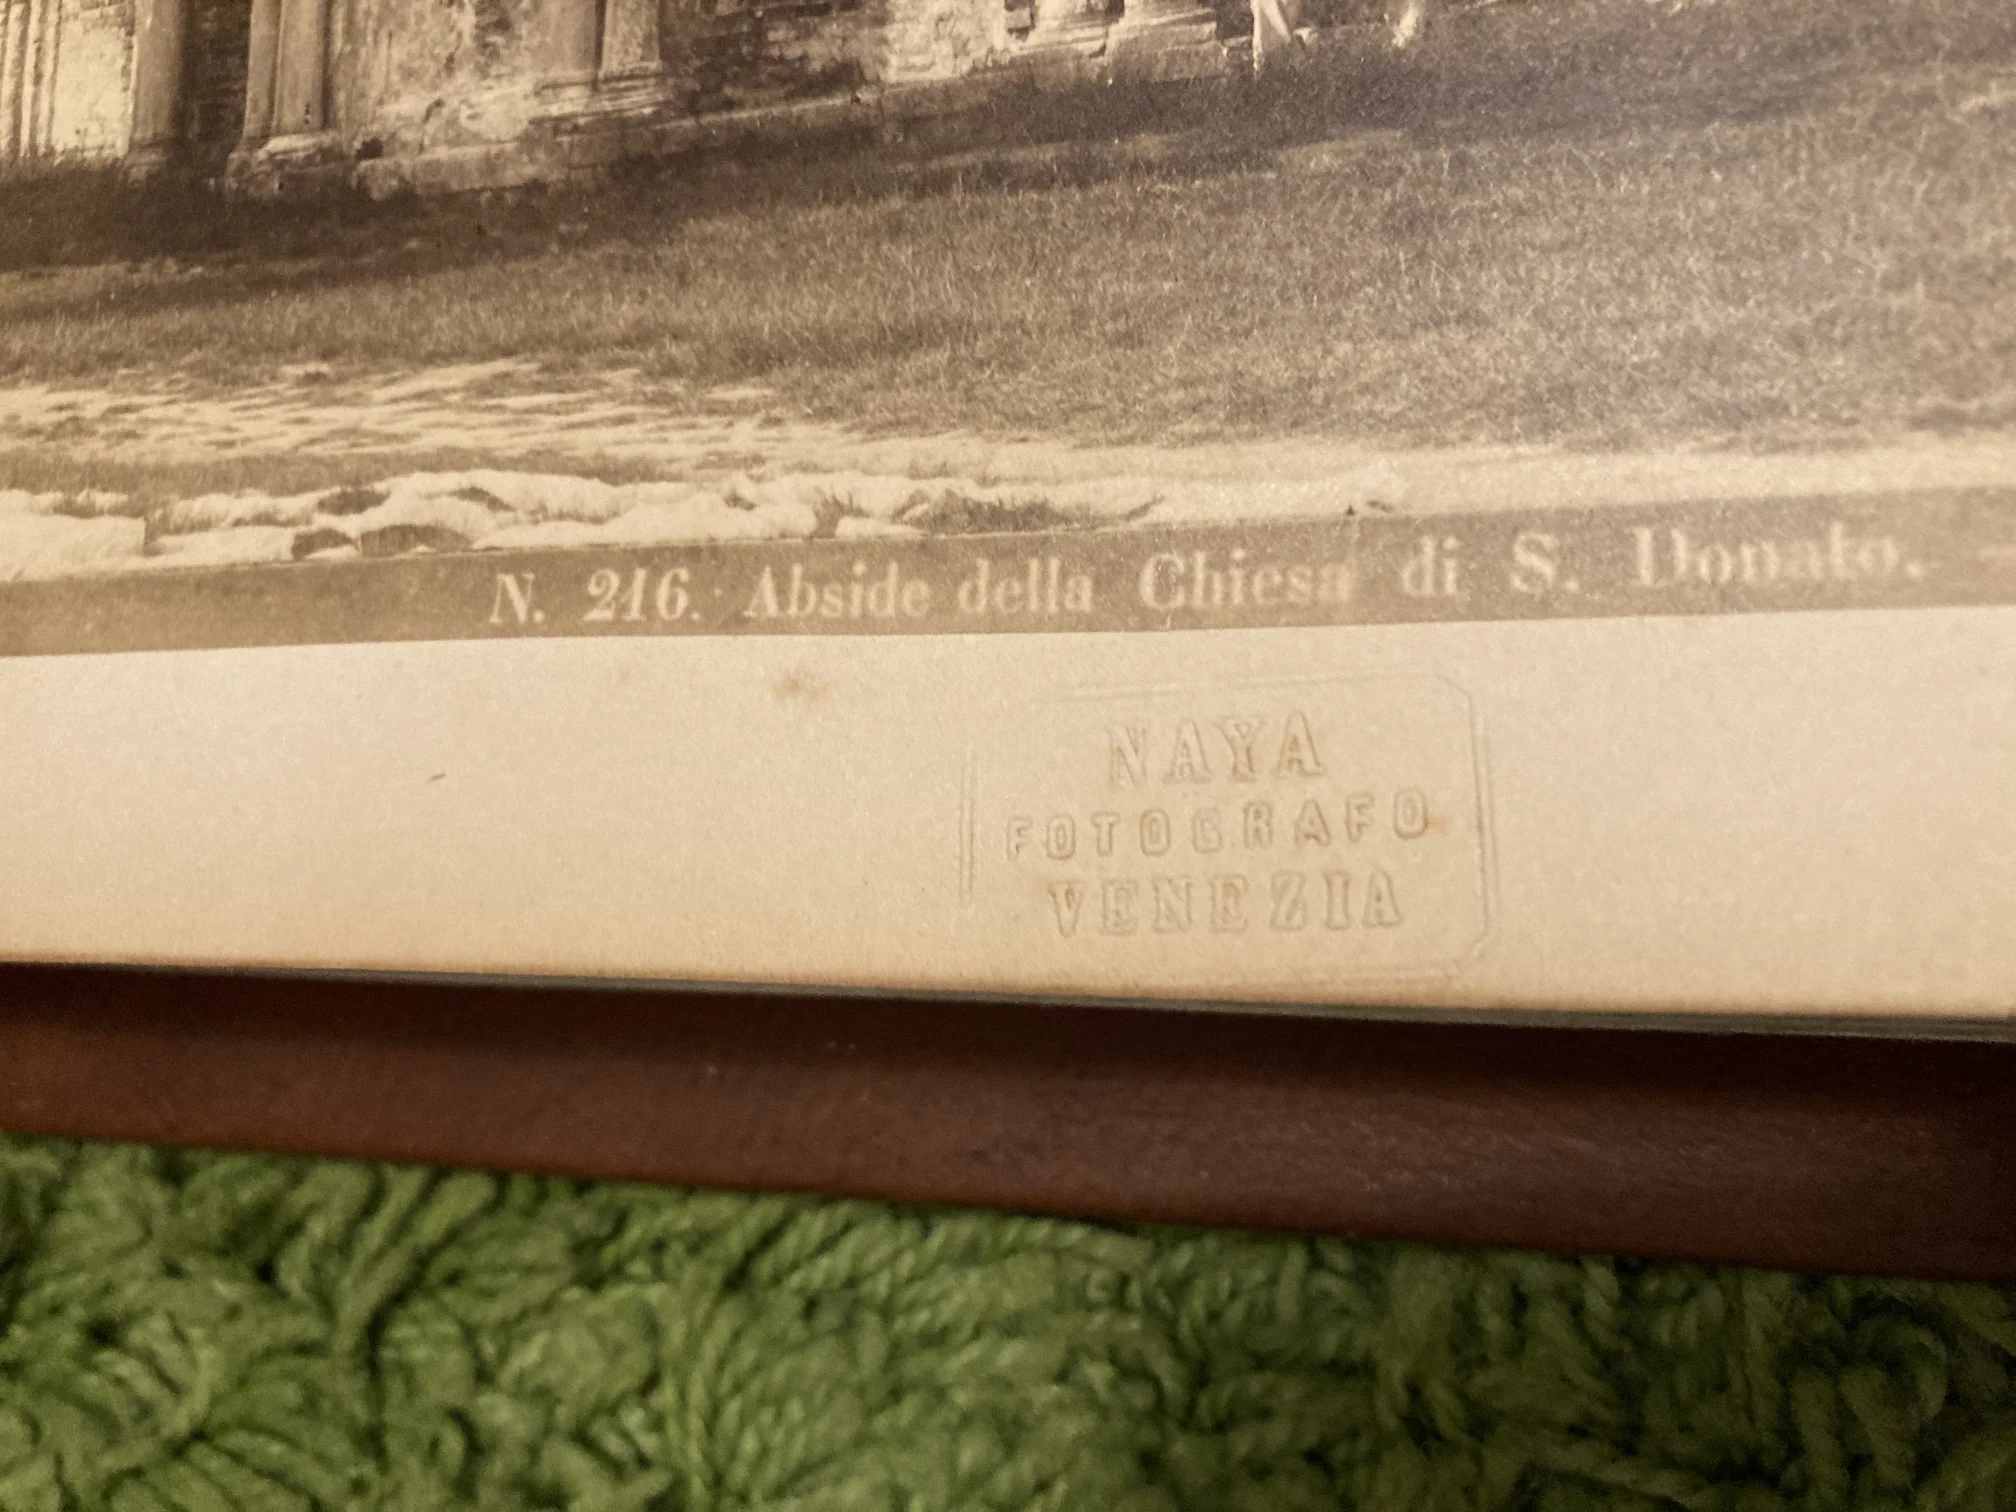 N. 216. Abside della Chiesa di S. Donato. –
NAYA
FOTOGRAFO
VENEZIA